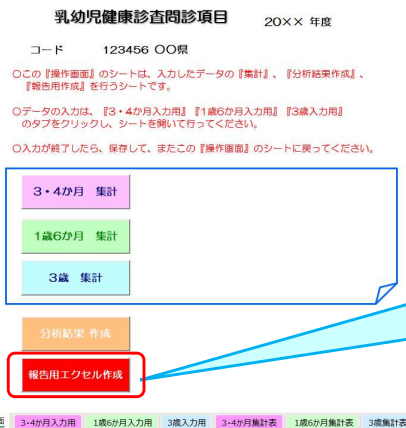 乳幼児健康診査問診項目 20×× 年度
コード 123456 〇〇県
〇この『操作画面』のシートは、入力したデータの『集計』、『分析結果作成』、
『報告用作成』を行うシートです。
〇データの入力は、『3・4か月入力用』『1歳6か月入力用』『3歳入力用』
のタブをクリックし、シートを開いて行ってください。
〇入力が終了したら、保存して、またこの『操作画面』のシートに戻ってください。
3・4か月 集計
1歳6か月 集計
3歳 集計
分析結果 作成
報告用エクセル作成
面 3・4か月入力用 1歳6か月入力用 3歳入力用 3・4か月集計表 1歳6か月集計表 3歳集計表